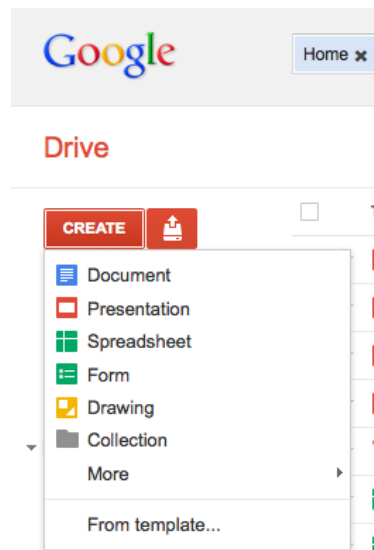 Google
Home ×
Drive
CREATE
Document
Presentation
Spreadsheet
Form
Drawing
Collection
More
From template...